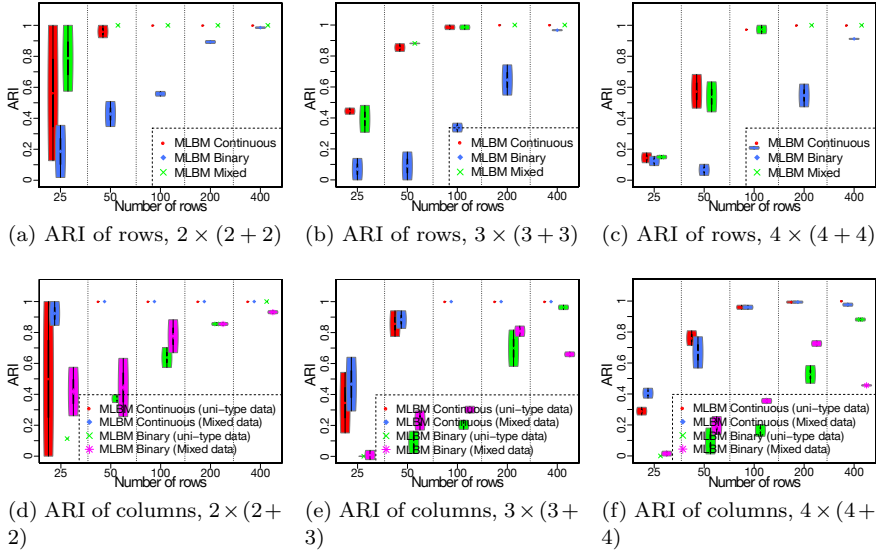 ARI
0 0.2 0.4 0.6 0.8 1
MLBM Continuous
MLBM Binary
MLBM Mixed
25 50 100 200 400
Number of rows
(a) ARI of rows, 2 × (2 + 2)
ARI
0 0.2 0.4 0.6 0.8 1
MLBM Continuous
MLBM Binary
MLBM Mixed
25 50 100 200 400
Number of rows
(b) ARI of rows, 3 × (3 + 3)
ARI
0 0.2 0.4 0.6 0.8 1
MLBM Continuous
MLBM Binary
MLBM Mixed
25 50 100 200 400
Number of rows
(c) ARI of rows, 4 × (4 + 4)
ARI
0 0.2 0.4 0.6 0.8 1
MLBM Continuous (uni-type data)
MLBM Continuous (Mixed data)
MLBM Binary (uni-type data)
MLBM Binary (Mixed data)
25 50 100 200 400
Number of rows
(d) ARI of columns, 2 × (2 +
2)
ARI
0 0.2 0.4 0.6 0.8 1
MLBM Continuous (uni-type data)
MLBM Continuous (Mixed data)
MLBM Binary (uni-type data)
MLBM Binary (Mixed data)
25 50 100 200 400
Number of rows
(e) ARI of columns, 3 × (3 +
3)
ARI
0 0.2 0.4 0.6 0.8 1
MLBM Continuous (uni-type data)
MLBM Continuous (Mixed data)
MLBM Binary (uni-type data)
MLBM Binary (Mixed data)
25 50 100 200 400
Number of rows
(f) ARI of columns, 4 × (4 +
4)